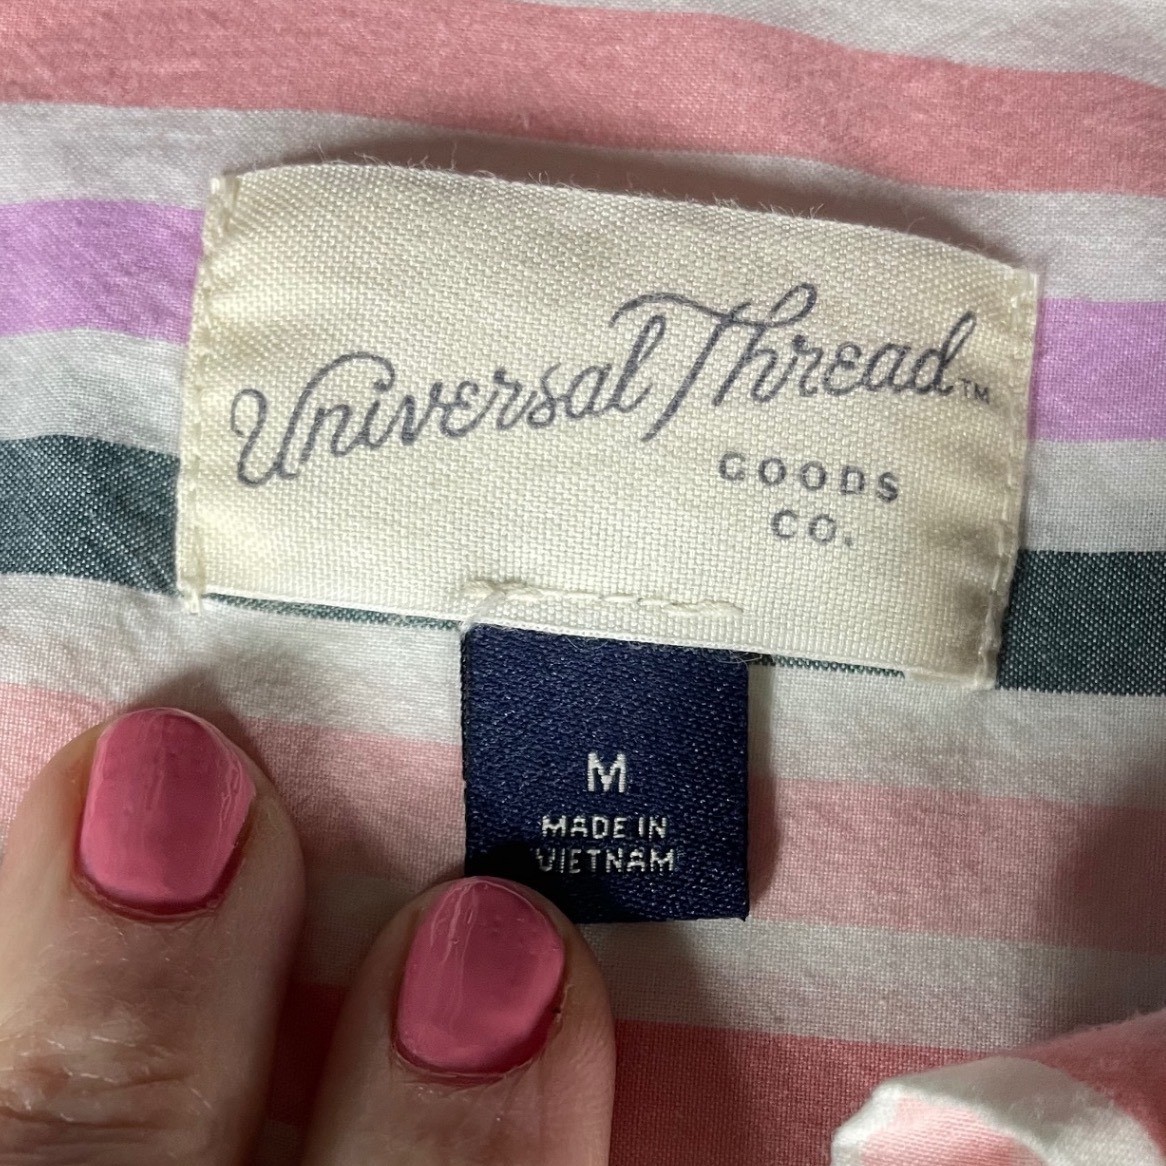 Universal Thread™
GOODS
CO.
M
MADE IN
VIETNAM